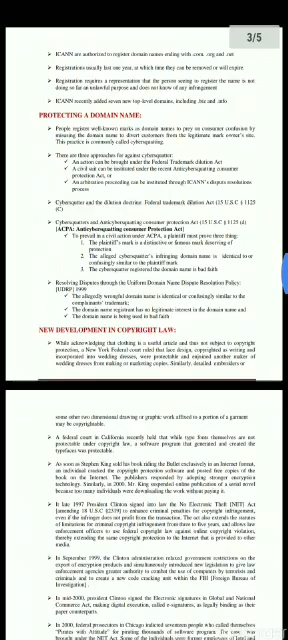 3/5
➢ ICANN are authorized to register domain names ending with .com, .org and .net
➢ Registrations usually last one year, at which time they can be removed or will expire.
➢ Registration requires a representation that the person seeing to register the name is not
doing so far an unlawful purpose and does not know of any infringement
➢ ICANN recently added seven new top-level domains, including .biz and .info
PROTECTING A DOMAIN NAME:
➢ People register well-known marks as domain names to prey on consumer confusion by
misusing the domain name to divert customers from the legitimate mark owner's site.
This practice is commonly called cybersquatting.
➢ There are those approaches for against cybersquatter:
✓ An action can be brought under the Federal Trademark dilution Act
✓ A civil suit can be instituted under the recent Anticybersquatting consumer
protection Act, or
✓ An arbitration proceeding can be instituted through ICANN's dispute resolutions
process
➢ Cybersquatter and the dilution doctrine: Federal trademark dilution Act (15 U.S.C § 1125
(C)
➢ Cybersquatters and Anticybersquatting consumer protection Act (15 U.S.C § 1125 (d)
[ACPA: Anticybersquatting consumer Protection Act]
✓ To prevail in a civil action under ACPA, a plaintiff must prove three thing:
1. The plaintiff's mark is a distinctive or famous mark deserving of
protection
2. The alleged cybersquatter's infringing domain name is identical to or
confusingly similar to the plaintiff mark
3. The cybersquatter registered the domain name is bad faith
➢ Resolving Disputes through the Uniform Domain Name Dispute Resolution Policy:
[UDRP] 1999
✓ The allegedly wrongful domain name is identical or confusingly similar to the
complainants' trademark;
✓ The domain name registrant has no legitimate interest in the domain name and
✓ The domain name is being used in bad faith
NEW DEVELOPMENT IN COPYRIGHT LAW:
➢ While acknowledging that clothing is a useful article and thus not subject to copyright
protection, a New York Federal court ruled that lace design, copyrighted as writing and
incorporated into wedding dresses, were protectable and enjoined another maker of
wedding dresses from making or marketing copies. Similarly, detailed embroiders or
some other two dimensional drawing or graphic work affixed to a portion of a garment
may be copyrightable.
➢ A federal court in California recently held that while type fonts themselves are not
protectable under copyright law, a software program that generated and created the
typefaces was protectable.
➢ As soon as Stephen King sold his book riding the Bullet exclusively in an Internet format,
an individual cracked the copyright protection software and posted free copies of the
book on the Internet. The publishers responded by adopting stronger encryption
technology. Similarly, in 2000, Mr. King suspended online publication of a serial novel
because too many individuals were downloading the work without paying it.
➢ In late 1997 President Clinton signed into law the No Electronic Theft [NET] Act
[amending 18 U.S.C §2319] to enhance criminal penalties for copyright infringement,
even if the infringer does not profit from the transaction. The act also extends the statues
of limitations for criminal copyright infringement from three to five years, and allows law
enforcement officers to use federal copyright law against online copyright violation,
thereby extending the same copyright protection to the Internet that is provided to other
media.
➢ In September 1999, the Clinton administration relaxed government restrictions on the
export of encryption products and simultaneously introduced new legislation to give law
enforcement agencies greater authority to combat the use of computers by terrorists and
criminals and to create a new code cracking unit within the FBI [Foreign Bureau of
Investigation].
➢ In mid-2000, president Clinton signed the Electronic signatures in Global and National
Commerce Act, making digital execution, called e-signatures, as legally binding as their
paper counterparts.
➢ In 2000, federal prosecutors in Chicago indicted seventeen people who called themselves
"Pirates with Attitude" for pirating thousands of software program. The case was
brought under the NET Act. Some of the individuals were former employees of Intel and